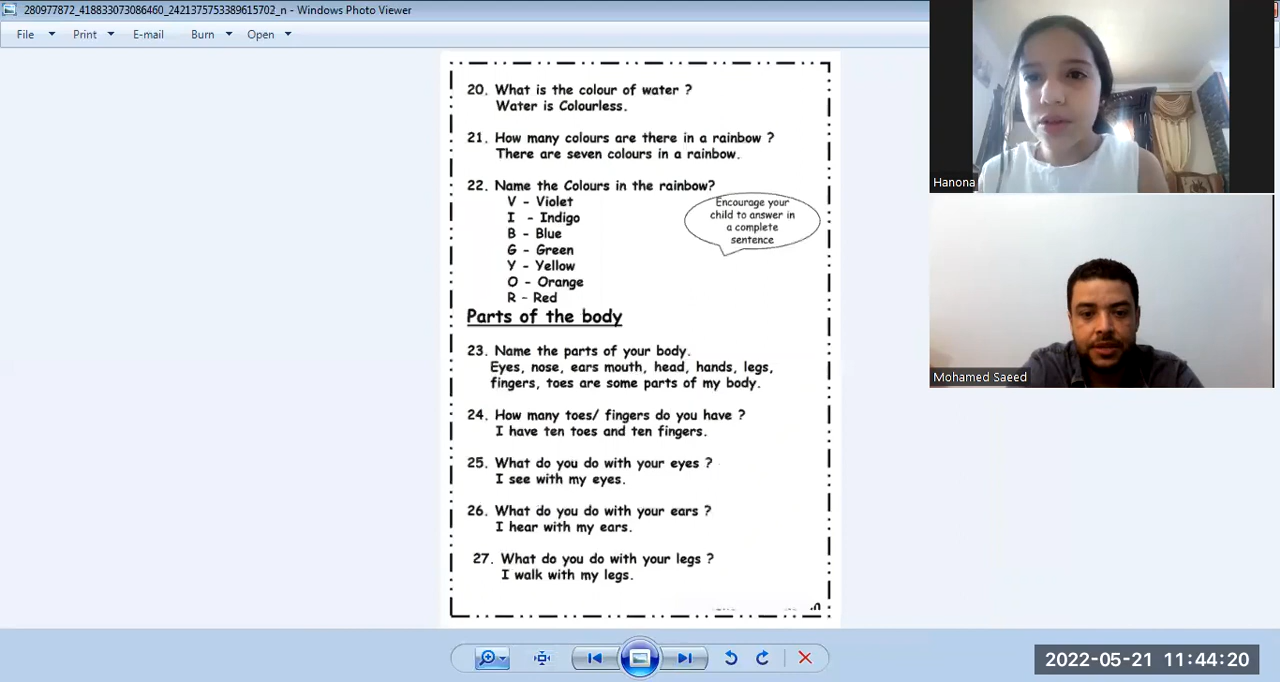 280977872_418833073086460_2421375753389615702_n - Windows Photo Viewer
File Print E-mail Burn Open
20. What is the colour of water ?
Water is Colourless.
21. How many colours are there in a rainbow ?
There are seven colours in a rainbow.
22. Name the Colours in the rainbow?
V - Violet
I - Indigo
B - Blue
G - Green
Y - Yellow
O - Orange
R - Red
Encourage your
child to answer in
a complete
sentence
Parts of the body
23. Name the parts of your body.
Eyes, nose, ears mouth, head, hands, legs,
fingers, toes are some parts of my body.
24. How many toes/ fingers do you have ?
I have ten toes and ten fingers.
25. What do you do with your eyes ?
I see with my eyes.
26. What do you do with your ears ?
I hear with my ears.
27. What do you do with your legs ?
I walk with my legs.
Hanona
Mohamed Saeed
2022-05-21 11:44:20